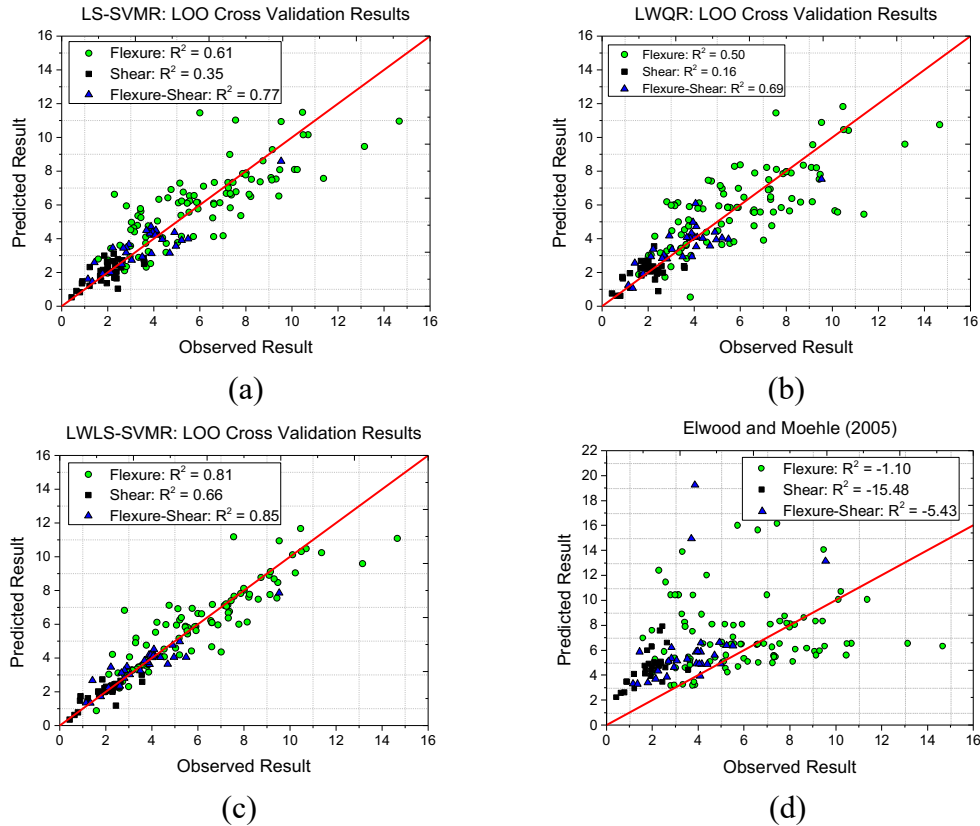 LS-SVMR: LOO Cross Validation Results
16
14
12
10
8
6
4
2
0
Predicted Result
Flexure: R² = 0.61
Shear: R² = 0.35
Flexure-Shear: R² = 0.77
0 2 4 6 8 10 12 14 16
Observed Result
(a)
LWQR: LOO Cross Validation Results
16
14
12
10
8
6
4
2
0
Predicted Result
Flexure: R² = 0.50
Shear: R² = 0.16
Flexure-Shear: R² = 0.69
0 2 4 6 8 10 12 14 16
Observed Result
(b)
LWLS-SVMR: LOO Cross Validation Results
16
14
12
10
8
6
4
2
0
Predicted Result
Flexure: R² = 0.81
Shear: R² = 0.66
Flexure-Shear: R² = 0.85
0 2 4 6 8 10 12 14 16
Observed Result
(c)
Elwood and Moehle (2005)
22
20
18
16
14
12
10
8
6
4
2
0
Predicted Result
Flexure: R² = -1.10
Shear: R² = -15.48
Flexure-Shear: R² = -5.43
0 2 4 6 8 10 12 14 16
Observed Result
(d)